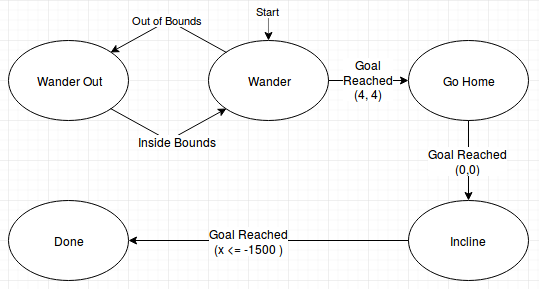 Start
Out of Bounds
Wander Out
Wander
Goal
Reached
(4, 4)
Go Home
Inside Bounds
Goal Reached
(0,0)
Done
Goal Reached
(x <= -1500 )
Incline